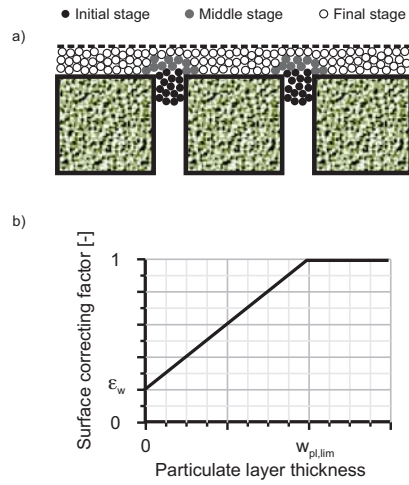 Initial stage Middle stage Final stage
a)
b)
Surface correcting factor [-]
1
εw
0
0
wpl,lim
Particulate layer thickness